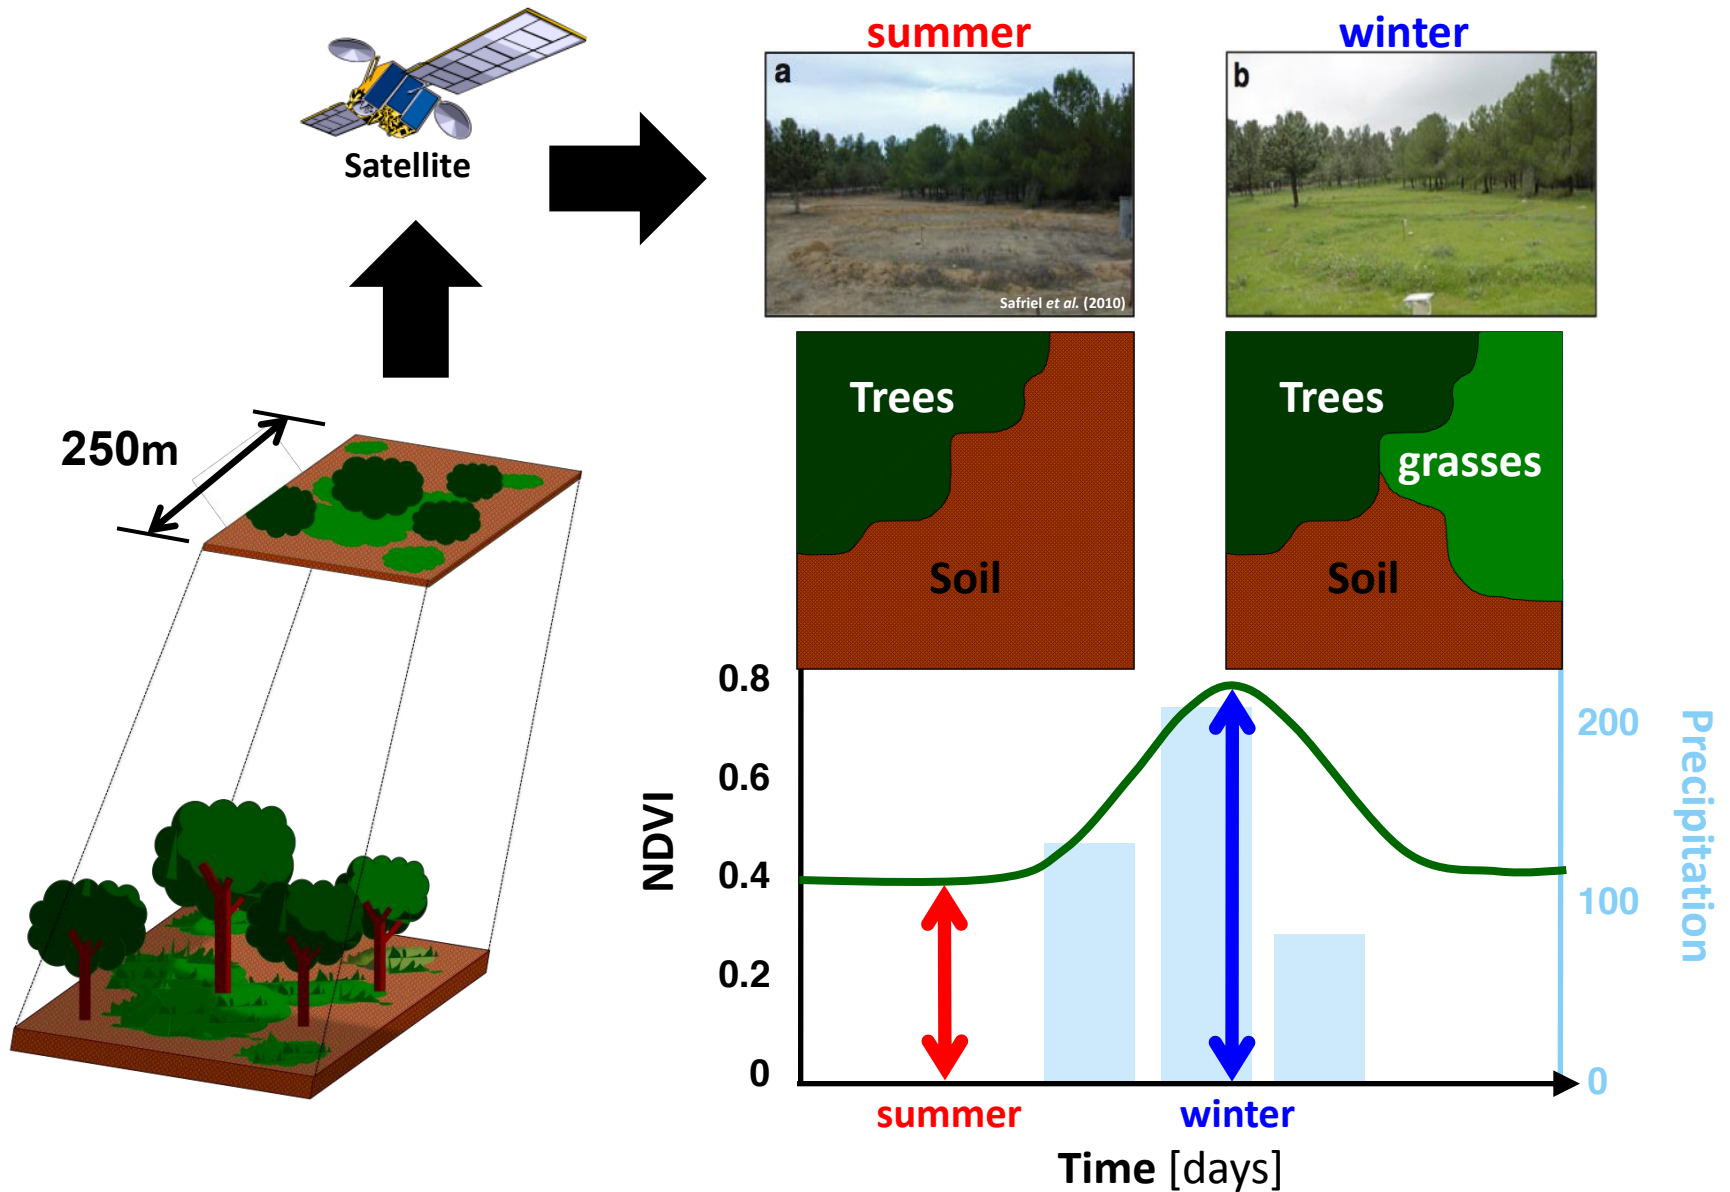 summer
winter
a
b
Satellite
Safriel et al. (2010)
250m
Trees
Soil
Trees
grasses
Soil
0.8
0.6
0.4
0.2
0
NDVI
200
100
0
Precipitation
summer
winter
Time [days]